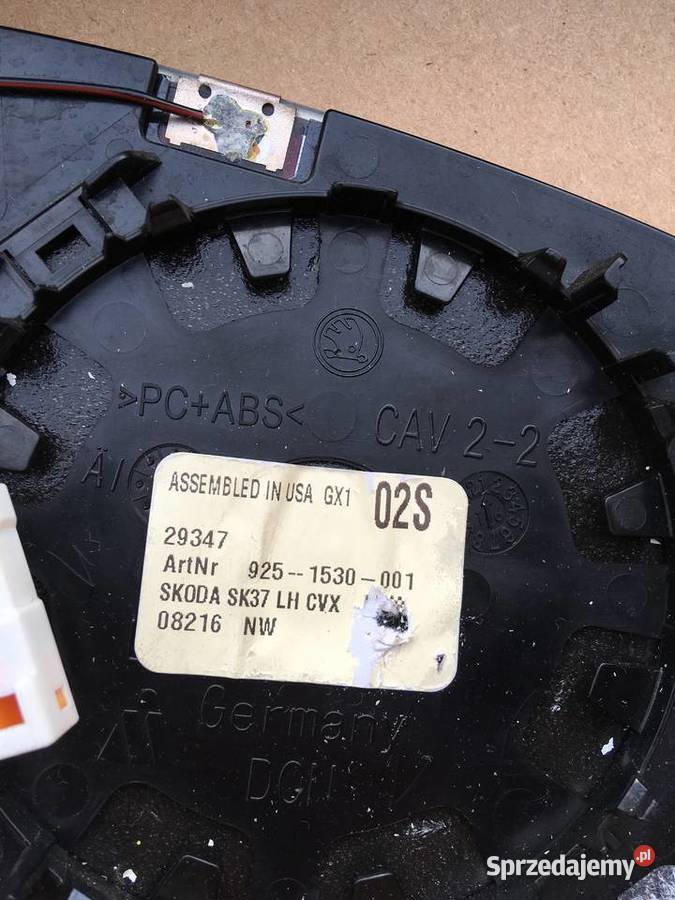 >PC+ABS<
CAV 2-2
ASSEMBLED IN USA GX1 02S
29347
ArtNr 925--1530-001
SKODA SK37 LH CVX
08216 NW
Germany
Sprzedajemy.pl